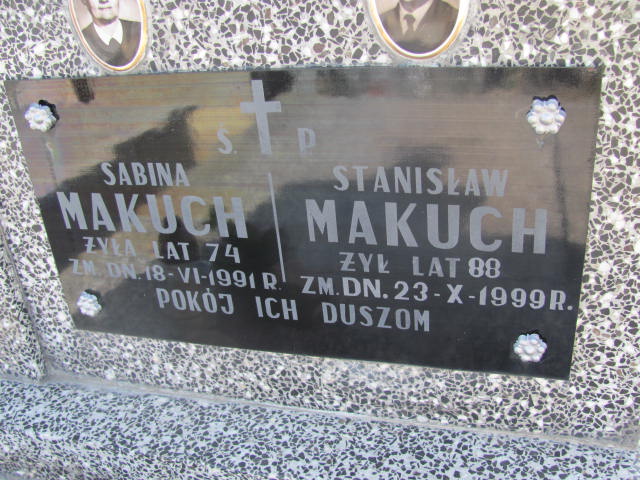 Ś. P
SABINA
MAKUCH
ŻYŁA LAT 74
ZM. DN. 18-VI-1991 R.
STANISŁAW
MAKUCH
ŻYŁ LAT 88
ZM. DN. 23-X-1999 R.
POKÓJ ICH DUSZOM